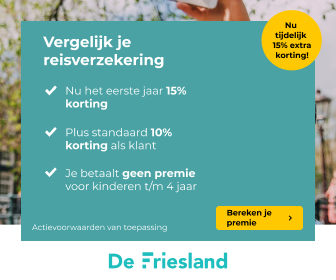 Nu
tijdelijk
15% extra
korting!
Vergelijk je
reisverzekering
Nu het eerste jaar 15%
korting
Plus standaard 10%
korting als klant
Je betaalt geen premie
voor kinderen t/m 4 jaar
Bereken je
premie
Actievoorwaarden van toepassing
De Friesland